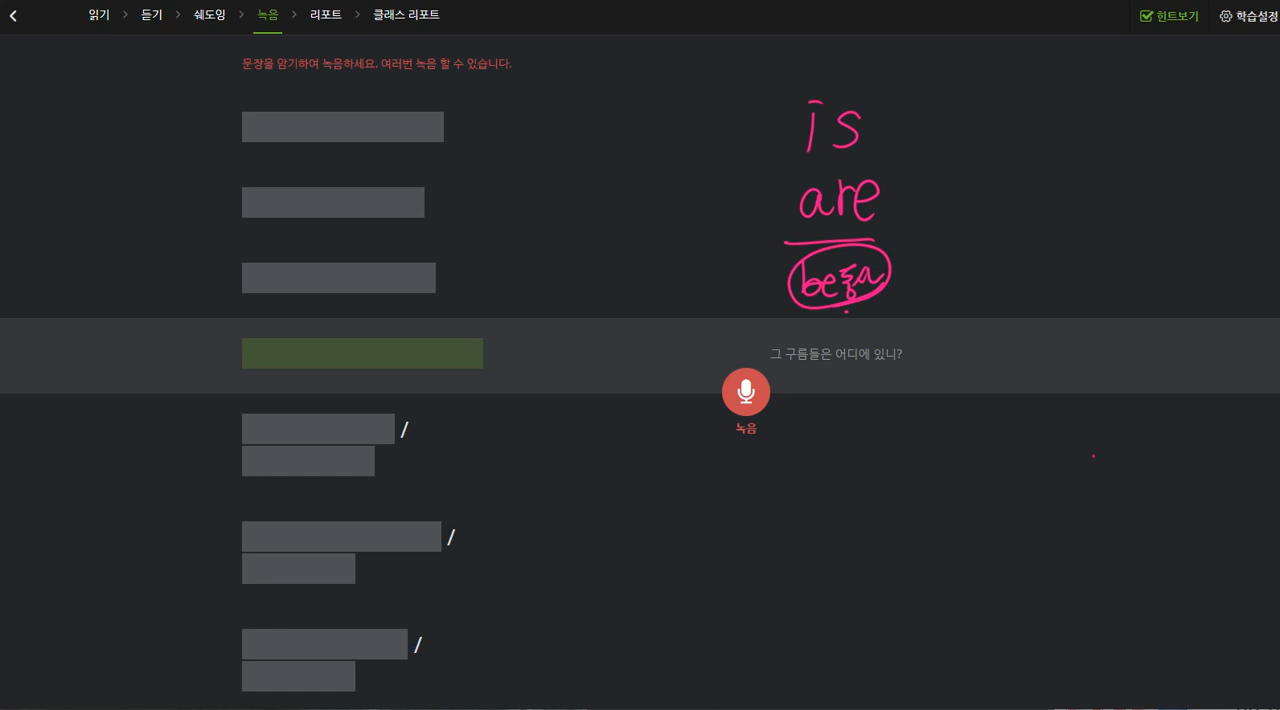 읽기 > 듣기 > 쉐도잉 > 녹음 > 리포트 > 클래스 리포트 힌트보기 학습설정
문장을 암기하여 녹음하세요. 여러번 녹음 할 수 있습니다.
is
are
be동사
그 구름들은 어디에 있니?
녹음
/
/
/